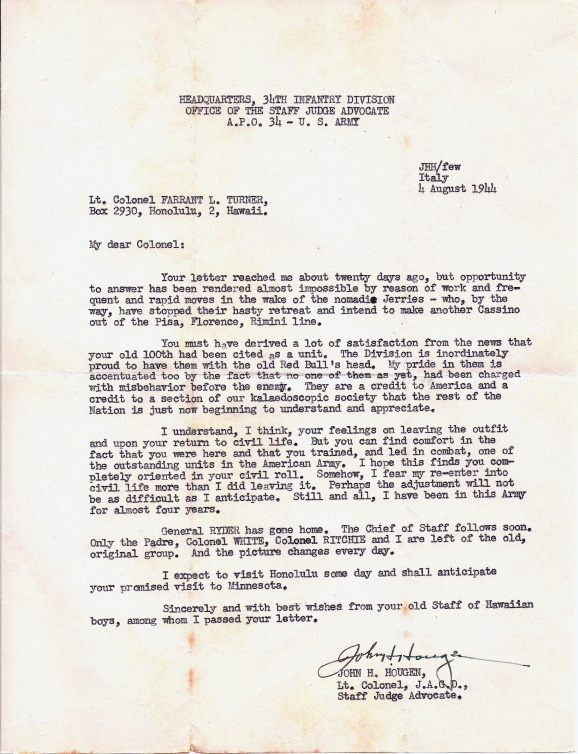 HEADQUARTERS, 34TH INFANTRY DIVISION
OFFICE OF THE STAFF JUDGE ADVOCATE
A.P.O. 34 - U. S. ARMY
JHH/few
Italy
4 August 1944
Lt. Colonel FARRANT L. TURNER,
Box 2930, Honolulu, 2, Hawaii.
My dear Colonel:
Your letter reached me about twenty days ago, but opportunity
to answer has been rendered almost impossible by reason of work and fre-
quent and rapid moves in the wake of the nomadic Jerries - who, by the
way, have stopped their hasty retreat and intend to make another Cassino
out of the Pisa, Florence, Rimini line.
You must have derived a lot of satisfaction from the news that
your old 100th had been cited as a unit. The Division is inordinately
proud to have them with the old Red Bull's head. My pride in them is
ascentuated too by the fact that no one of them as yet, had been charged
with misbehavior before the enemy. They are a credit to America and a
credit to a section of our kalaedoscopic society that the rest of the
Nation is just now beginning to understand and appreciate.
I understand, I think, your feelings on leaving the outfit
and upon your return to civil life. But you can find comfort in the
fact that you were here and that you trained, and led in combat, one of
the outstanding units in the American Army. I hope this finds you com-
pletely oriented in your civil roll. Somehow, I fear my re-enter into
civil life more than I did leaving it. Perhaps the adjustment will not
be as difficult as I anticipate. Still and all, I have been in this Army
for almost four years.
General RYDER has gone home. The Chief of Staff follows soon.
Only the Padre, Colonel WHITE, Colonel RITCHIE and I are left of the old,
original group. And the picture changes every day.
I expect to visit Honolulu some day and shall anticipate
your promised visit to Minnesota.
Sincerely and with best wishes from your old Staff of Hawaiian
boys, among whom I passed your letter.
John H. Hougen
JOHN H. HOUGEN,
Lt. Colonel, J.A.G.D.,
Staff Judge Advocate.